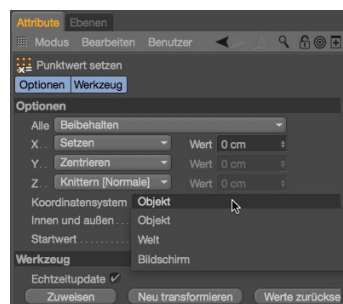 Attribute Ebenen
Modus Bearbeiten Benutzer
Punktwert setzen
Optionen Werkzeug
Optionen
Alle Beibehalten
X. . Setzen Wert 0 cm
Y. . Zentrieren Wert 0 cm
Z. . Knittern [Normale] Wert 0 cm
Koordinatensystem Objekt
Innen und außen . . . Objekt
Startwert . . . . . . . . . Welt
Bildschirm
Werkzeug
Echtzeitupdate ✔
Zuweisen Neu transformieren Werte zurückse